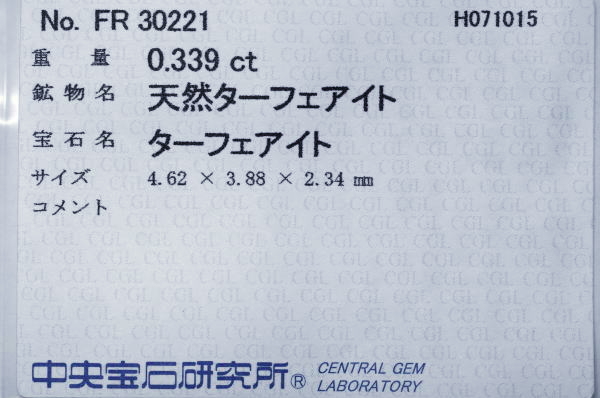 No. FR 30221 H071015
重量 0.339 ct
鉱物名 天然ターフェアイト
宝石名 ターフェアイト
サイズ 4.62 × 3.88 × 2.34 ㎜
コメント
中央宝石研究所® CENTRAL GEM
LABORATORY